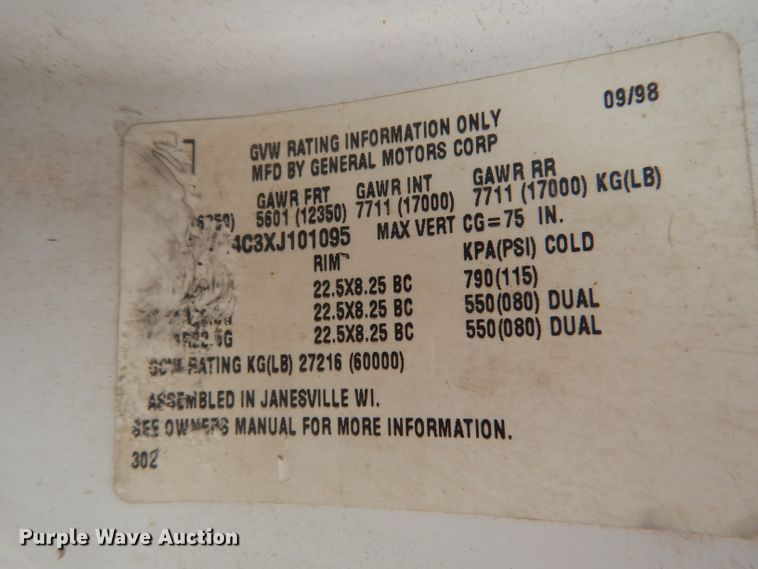 09/98
GVW RATING INFORMATION ONLY
MFD BY GENERAL MOTORS CORP
GAWR FRT GAWR INT GAWR RR
5601 (12350) 7711 (17000) 7711 (17000) KG(LB)
4C3XJ101095 MAX VERT CG=75 IN.
RIM KPA(PSI) COLD
22.5X8.25 BC 790(115)
22.5X8.25 BC 550(080) DUAL
22.5X8.25 BC 550(080) DUAL
GCW RATING KG(LB) 27216 (60000)
ASSEMBLED IN JANESVILLE WI.
SEE OWNERS MANUAL FOR MORE INFORMATION.
302
Purple Wave Auction